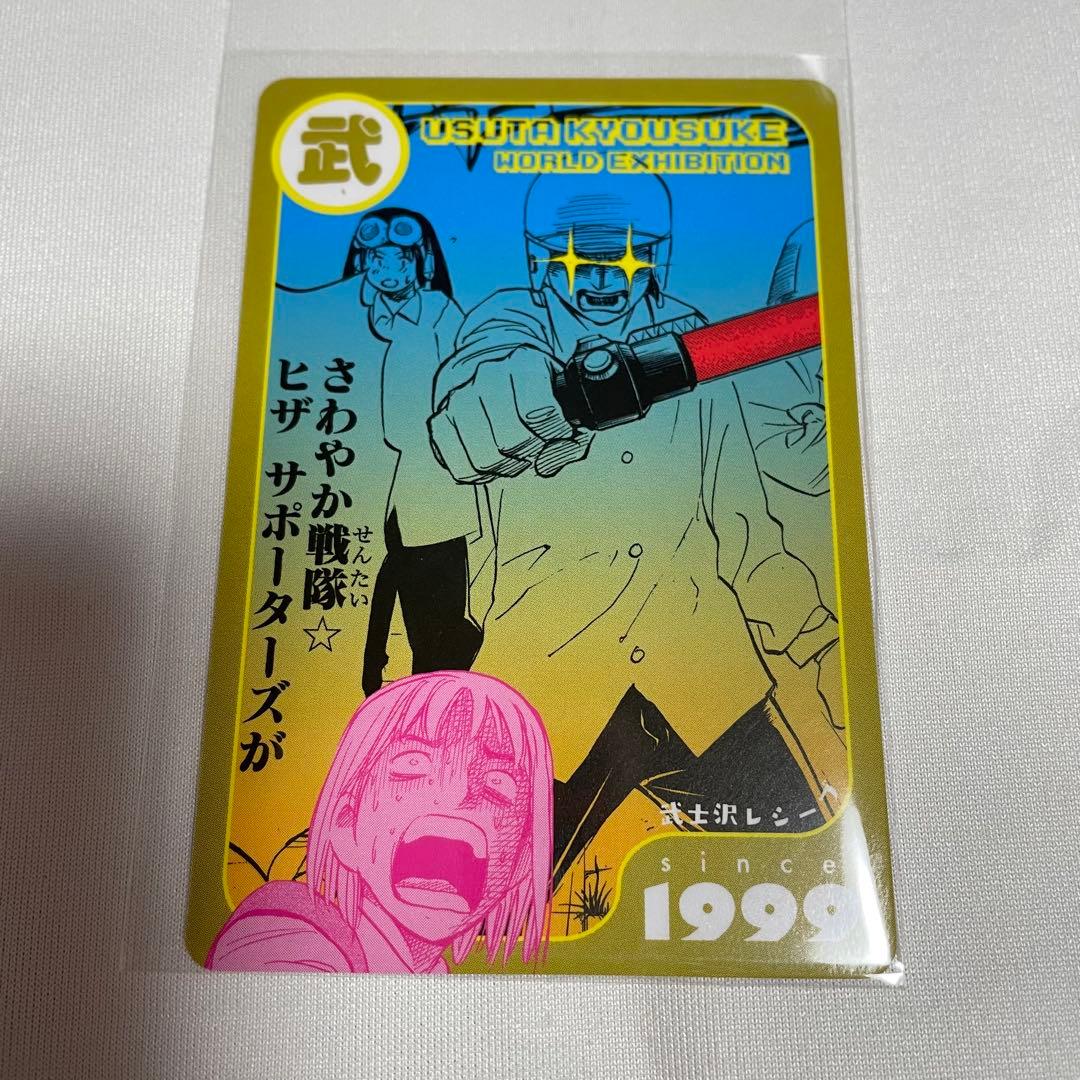 武
USUTA KYOUSUKE
WORLD EXHIBITION
さわやか戦隊☆
せんたい
ヒザ サポーターズが
武士沢レシーブ
since
1999